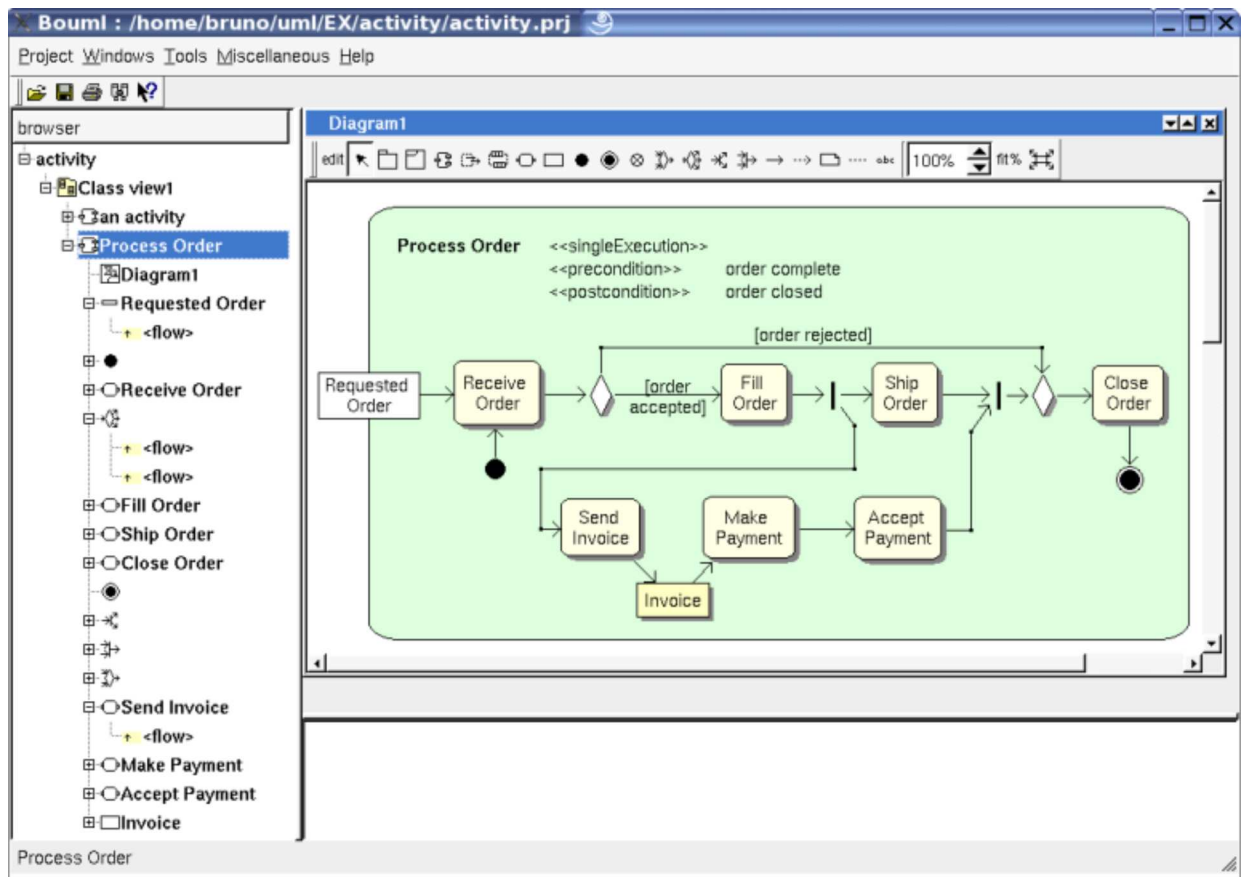 Bouml : /home/bruno/uml/EX/activity/activity.prj
Project Windows Tools Miscellaneous Help
browser
activity
Class view1
an activity
Process Order
Diagram1
Requested Order
<flow>
Receive Order
<flow>
<flow>
Fill Order
Ship Order
Close Order
Send Invoice
<flow>
Make Payment
Accept Payment
Invoice
Diagram1
edit
abc
100%
fit%
Process Order <<singleExecution>>
<<precondition>> order complete
<<postcondition>> order closed
[order rejected]
Requested
Order
Receive
Order
[order
accepted]
Fill
Order
Ship
Order
Close
Order
Send
Invoice
Make
Payment
Accept
Payment
Invoice
Process Order